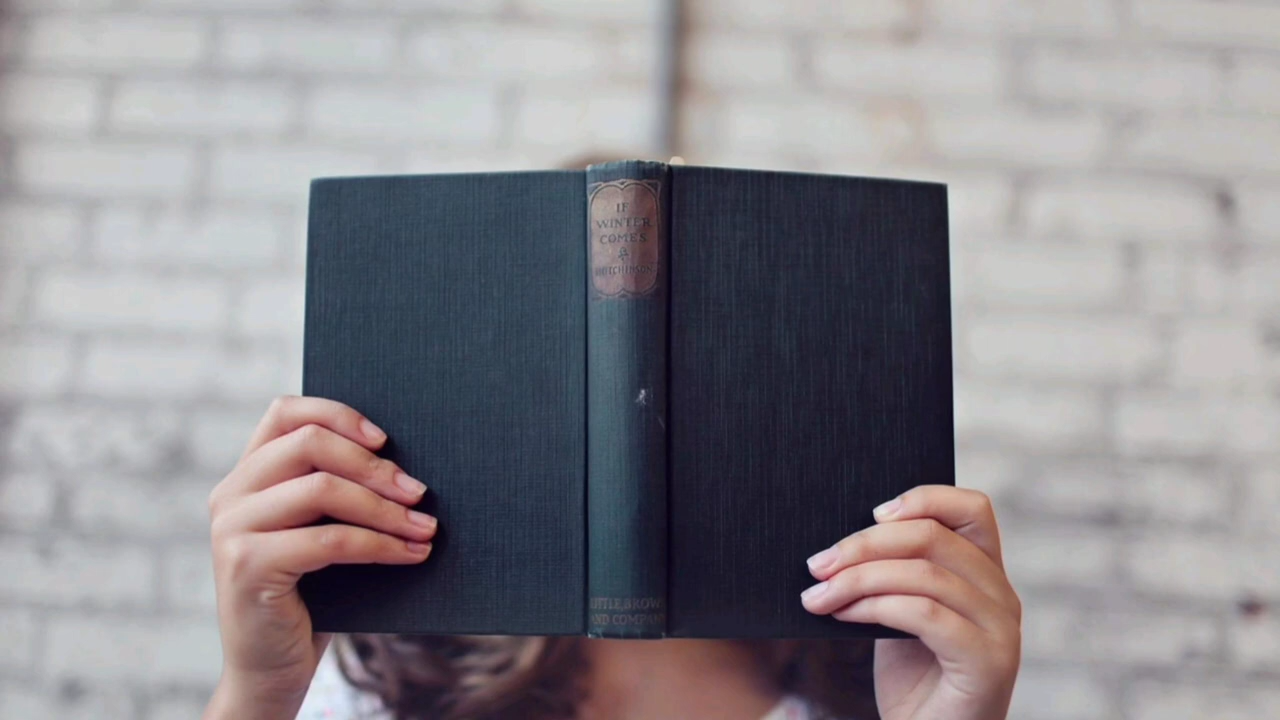 IF
WINTER
COMES
HUTCHINSON
LITTLE, BROWN
AND COMPANY